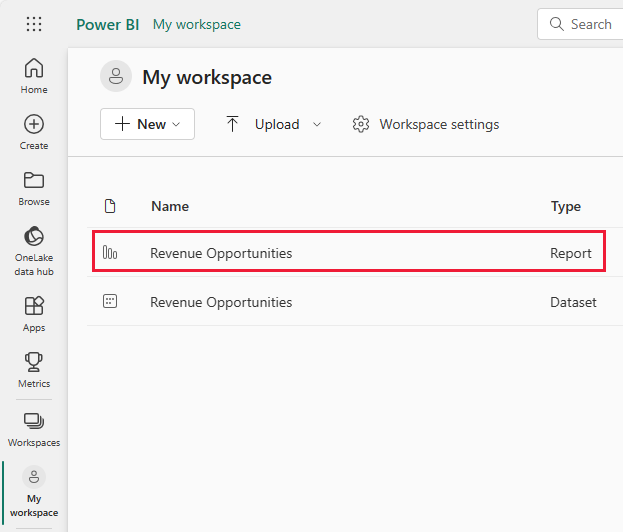 Power BI My workspace
Search
Home
Create
Browse
OneLake
data hub
Apps
Metrics
Workspaces
My
workspace
My workspace
New
Upload
Workspace settings
Name Type
Revenue Opportunities Report
Revenue Opportunities Dataset